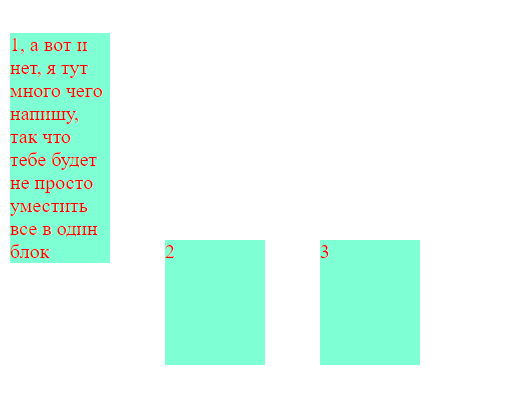 1, а вот и
нет, я тут
много чего
напишу,
так что
тебе будет
не просто
уместить
все в один
блок
2
3